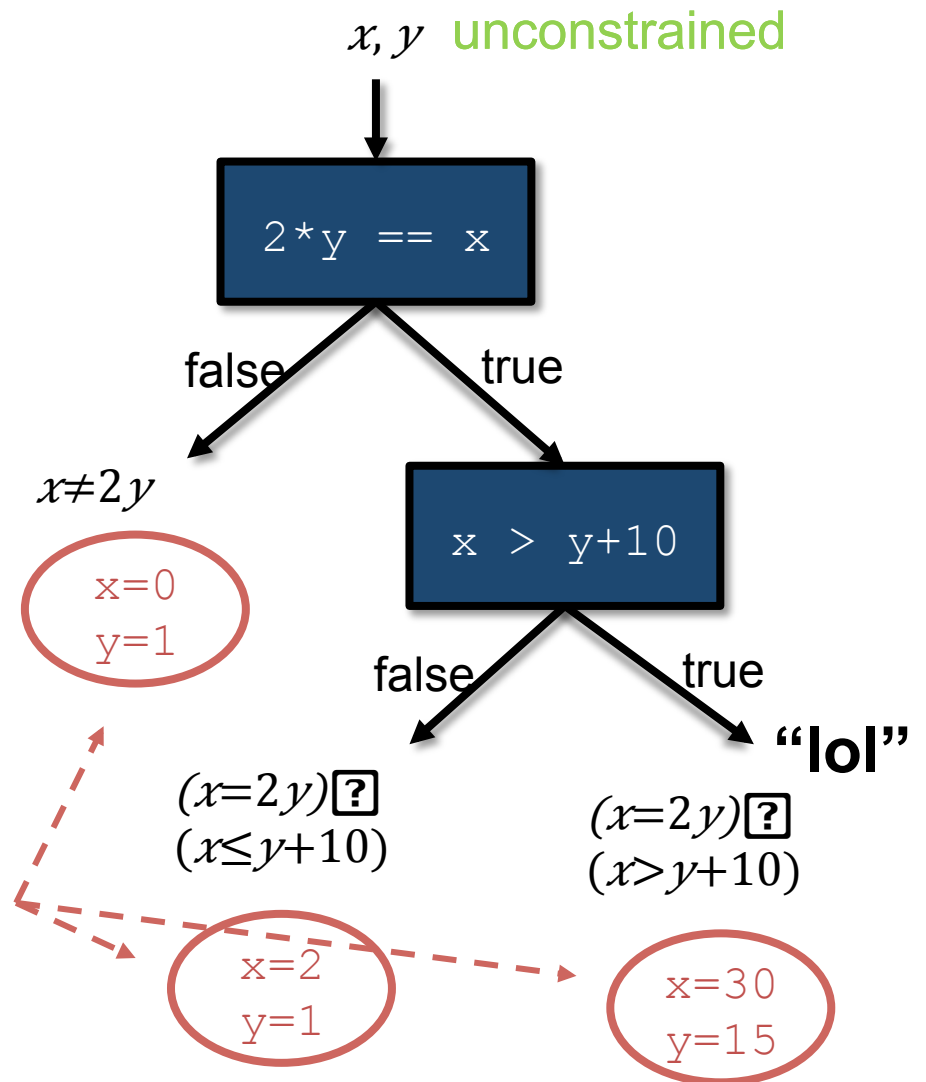 x, y unconstrained
2*y == x
false
true
x≠2y
x > y+10
x=0
y=1
false
true
“lol”
(x=2y)⍰
(x≤y+10)
(x=2y)⍰
(x>y+10)
x=2
y=1
x=30
y=15